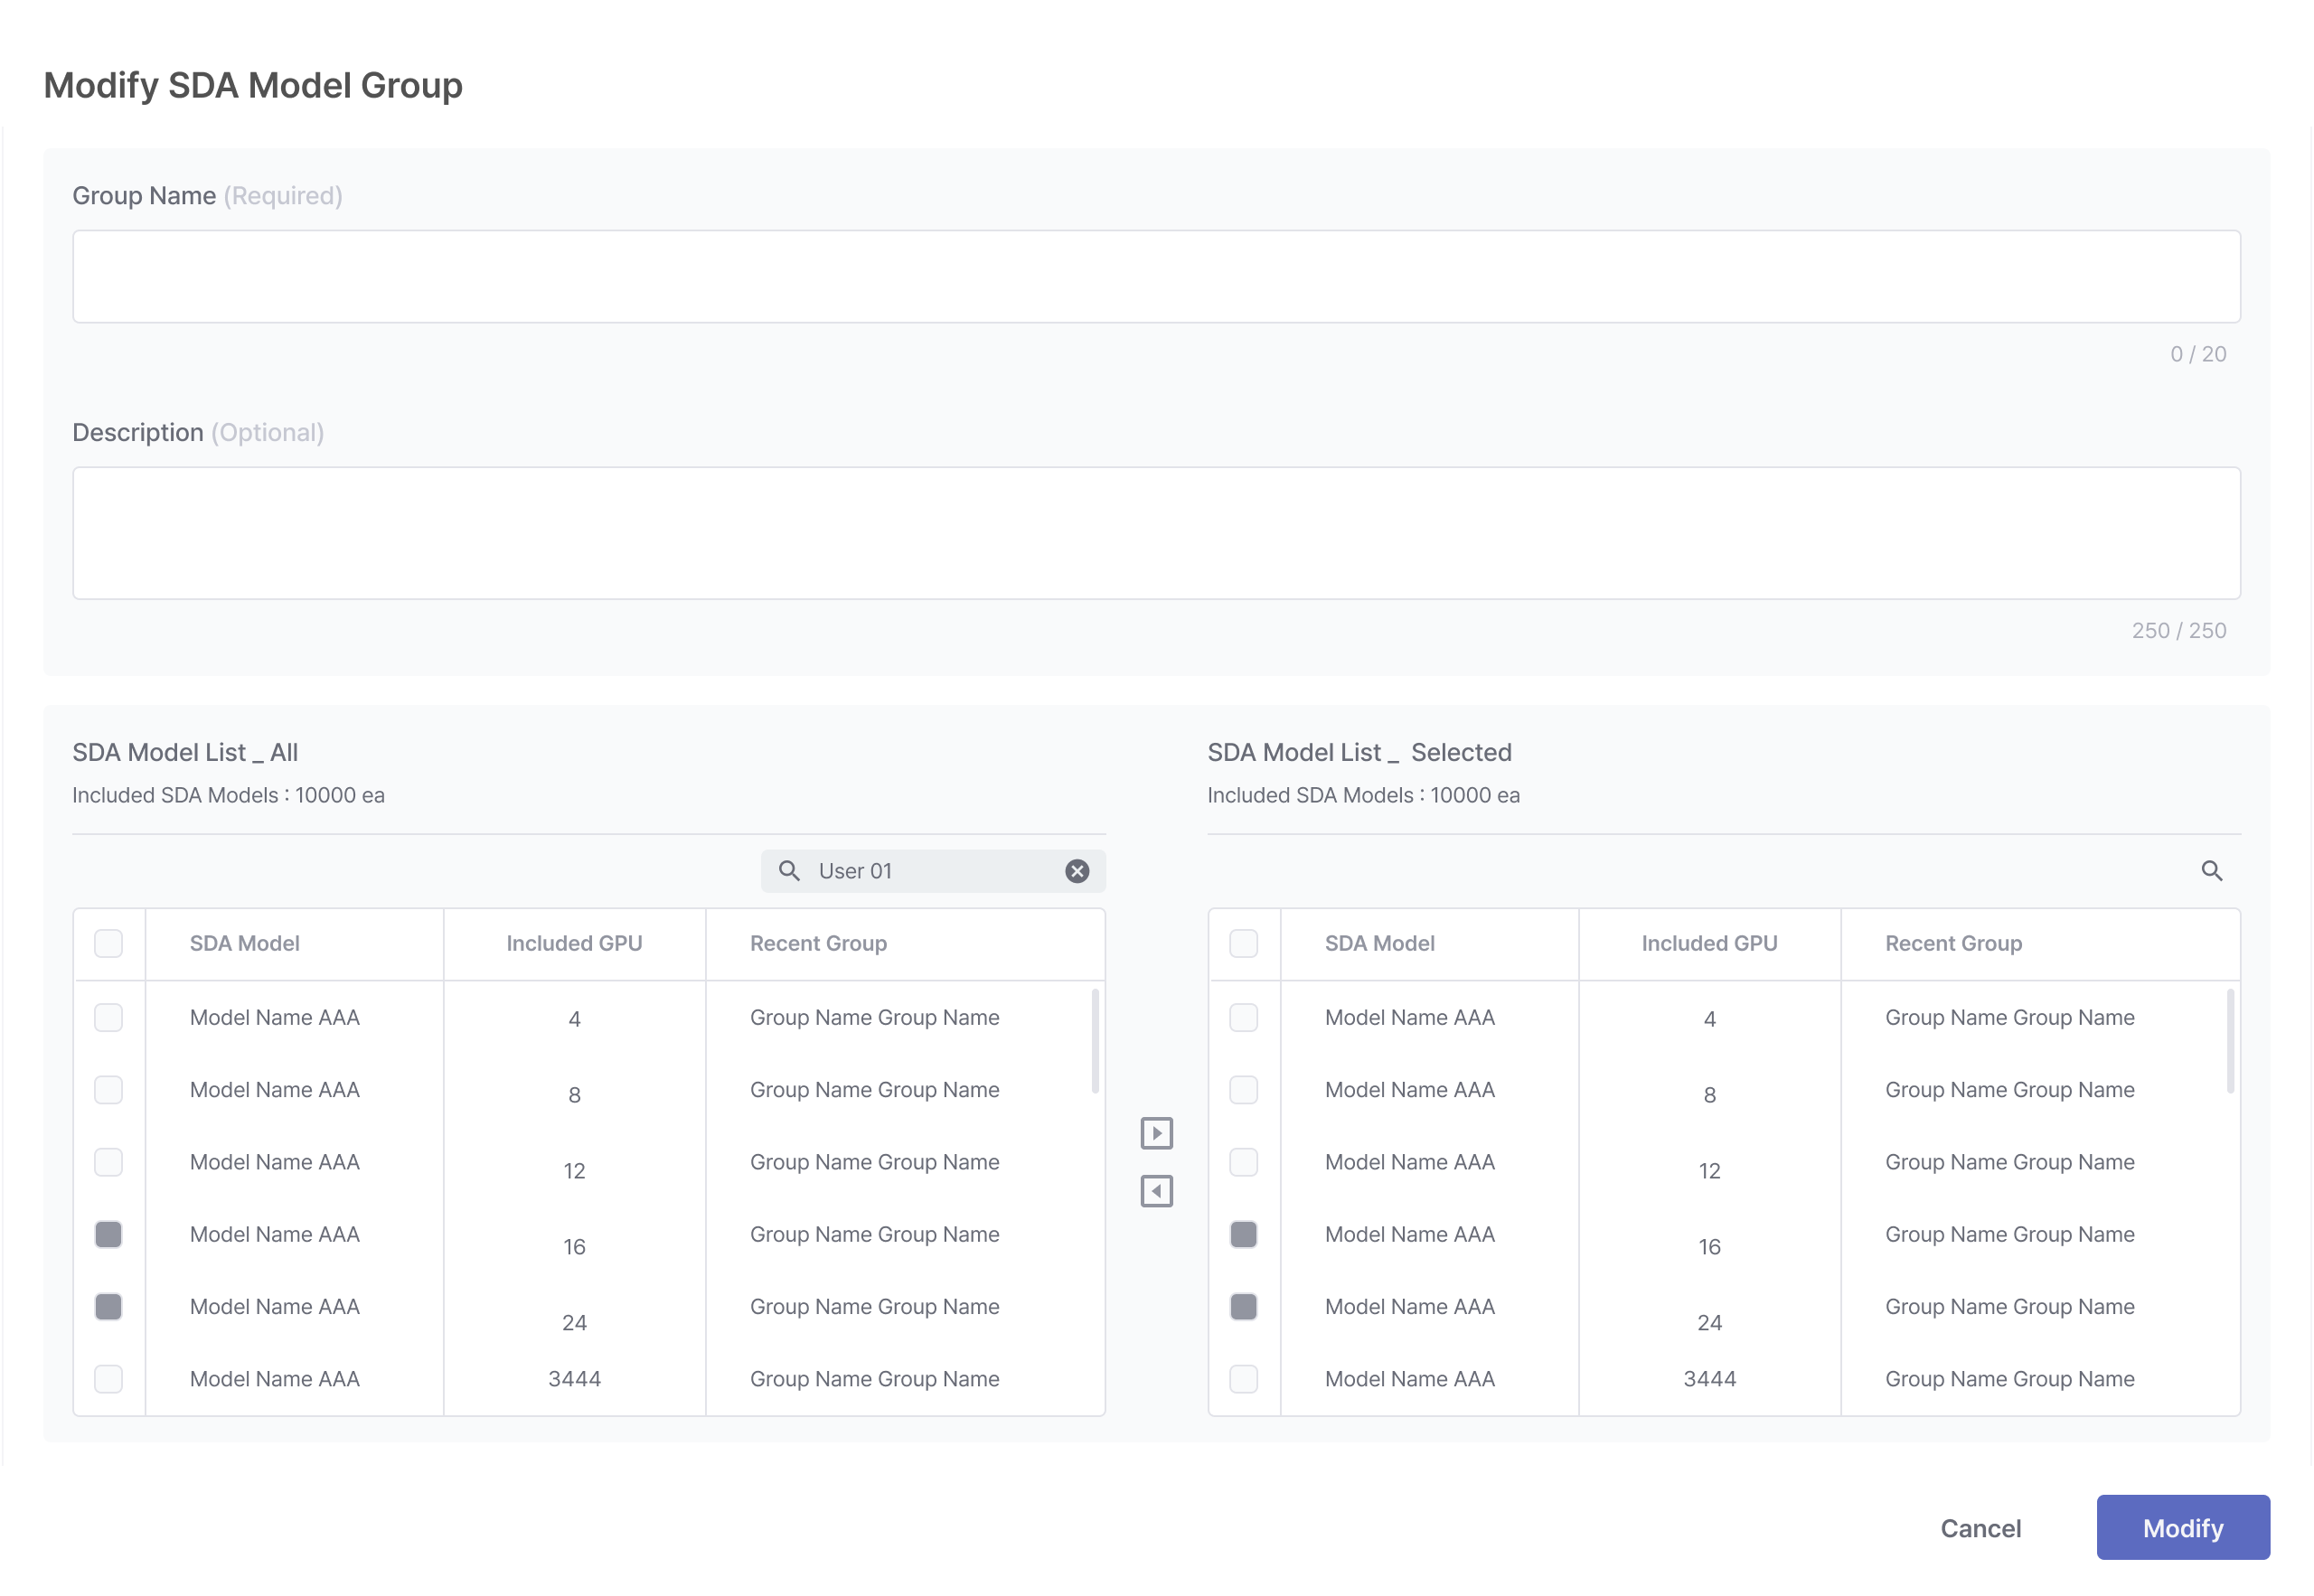 Modify SDA Model Group
Group Name (Required)
0 / 20
Description (Optional)
250 / 250
SDA Model List _ All
Included SDA Models : 10000 ea
User 01
SDA Model Included GPU Recent Group
Model Name AAA 4 Group Name Group Name
Model Name AAA 8 Group Name Group Name
Model Name AAA 12 Group Name Group Name
Model Name AAA 16 Group Name Group Name
Model Name AAA 24 Group Name Group Name
Model Name AAA 3444 Group Name Group Name
SDA Model List _ Selected
Included SDA Models : 10000 ea
SDA Model Included GPU Recent Group
Model Name AAA 4 Group Name Group Name
Model Name AAA 8 Group Name Group Name
Model Name AAA 12 Group Name Group Name
Model Name AAA 16 Group Name Group Name
Model Name AAA 24 Group Name Group Name
Model Name AAA 3444 Group Name Group Name
Cancel Modify